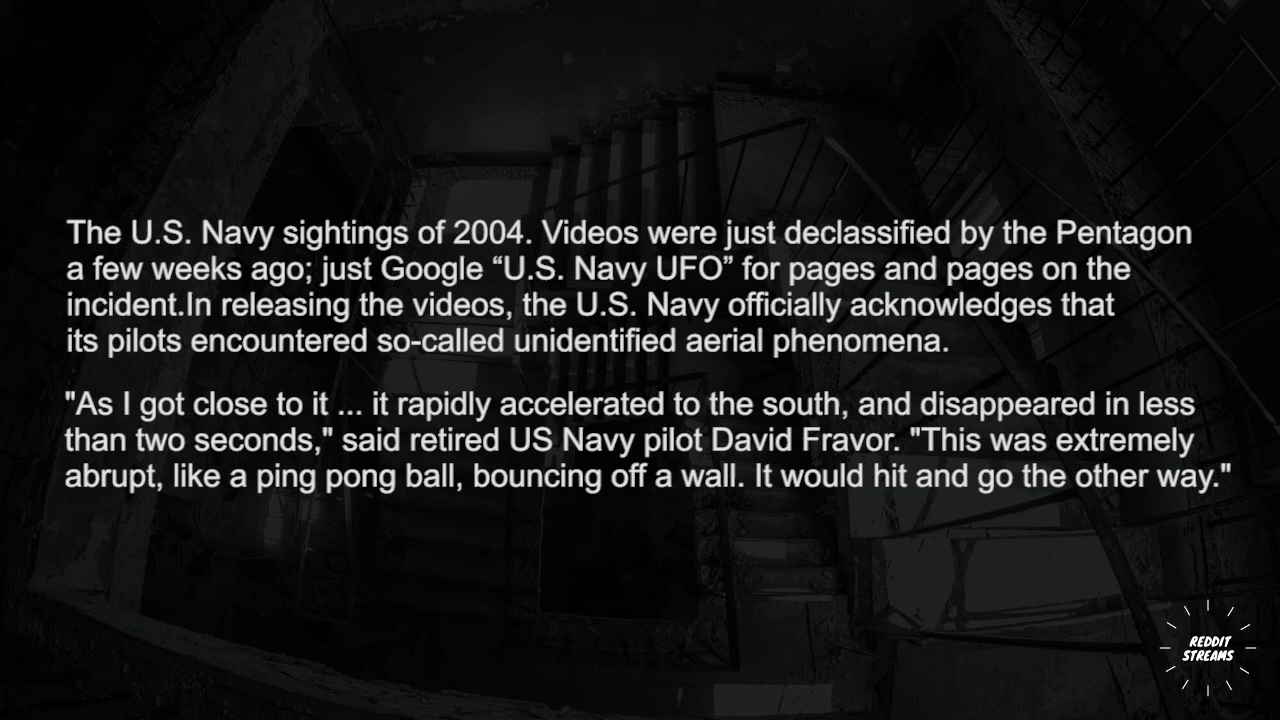 The U.S. Navy sightings of 2004. Videos were just declassified by the Pentagon
a few weeks ago; just Google “U.S. Navy UFO” for pages and pages on the
incident.In releasing the videos, the U.S. Navy officially acknowledges that
its pilots encountered so-called unidentified aerial phenomena.
"As I got close to it ... it rapidly accelerated to the south, and disappeared in less
than two seconds," said retired US Navy pilot David Fravor. "This was extremely
abrupt, like a ping pong ball, bouncing off a wall. It would hit and go the other way."
REDDIT
STREAMS